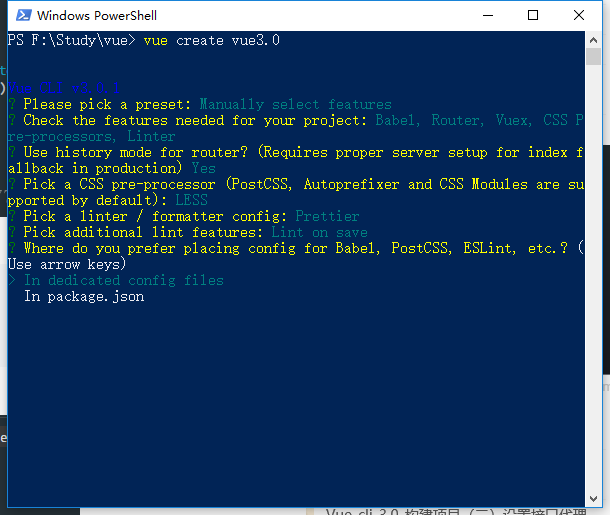 Windows PowerShell
PS F:\Study\vue> vue create vue3.0
Vue CLI v3.0.1
? Please pick a preset: Manually select features
? Check the features needed for your project: Babel, Router, Vuex, CSS P
re-processors, Linter
? Use history mode for router? (Requires proper server setup for index f
allback in production) Yes
? Pick a CSS pre-processor (PostCSS, Autoprefixer and CSS Modules are su
pported by default): LESS
? Pick a linter / formatter config: Prettier
? Pick additional lint features: Lint on save
? Where do you prefer placing config for Babel, PostCSS, ESLint, etc.? (
Use arrow keys)
> In dedicated config files
In package.json
Vue cli 3.0 构建项目（二）设置接口代理